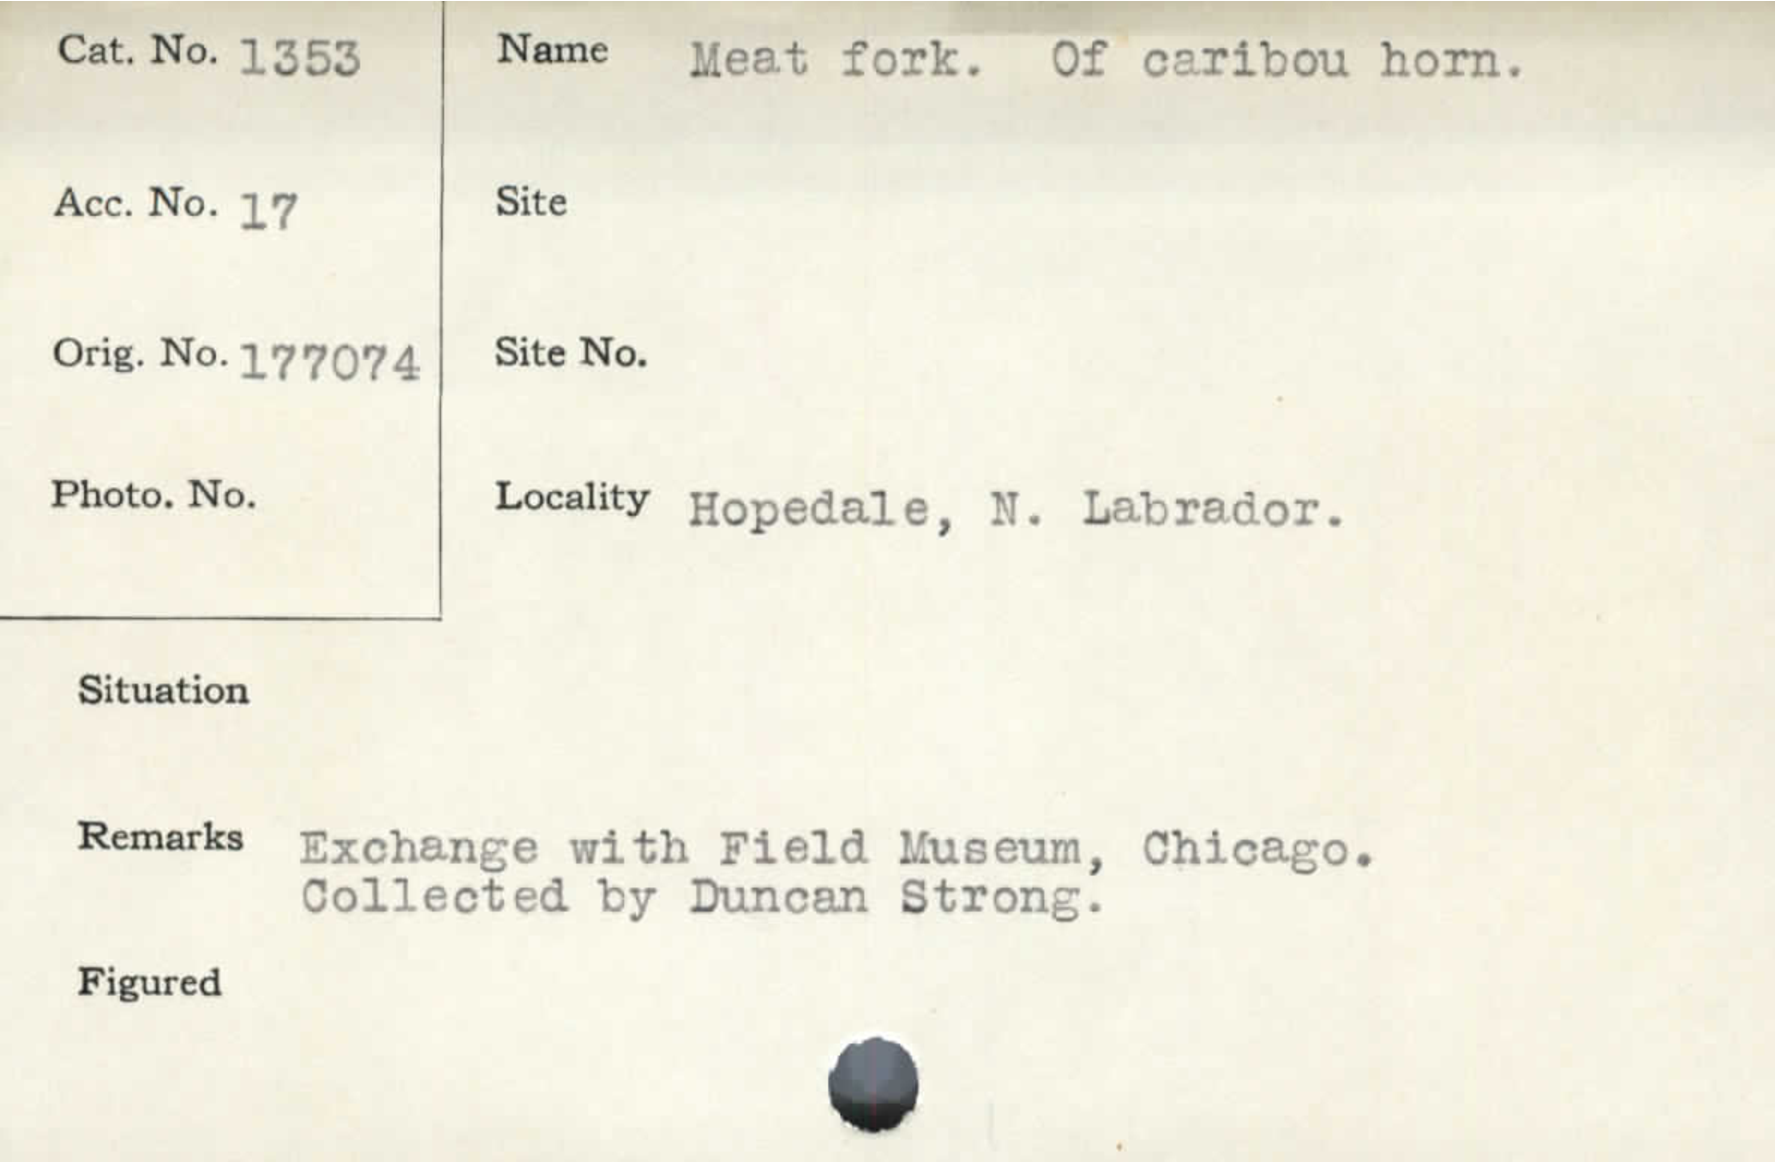 Cat. No. 1353
Name Meat fork. Of caribou horn.
Acc. No. 17
Site
Orig. No. 177074
Site No.
Photo. No.
Locality Hopedale, N. Labrador.
Situation
Remarks Exchange with Field Museum, Chicago.
Collected by Duncan Strong.
Figured